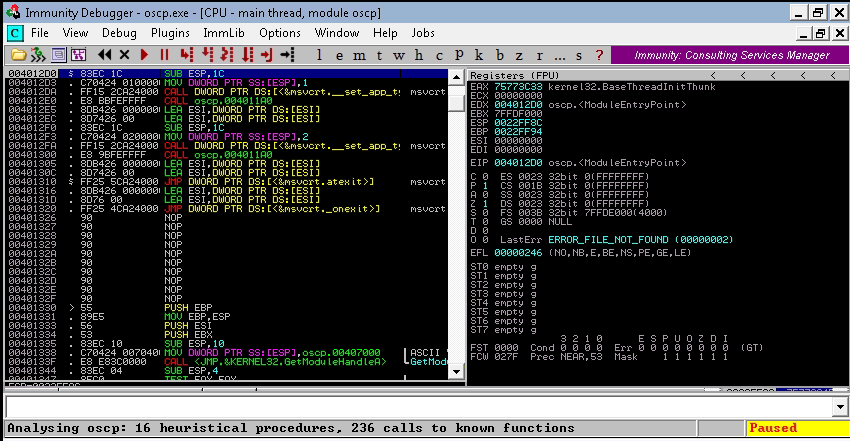 Immunity Debugger - oscp.exe - [CPU - main thread, module oscp]
C File View Debug Plugins ImmLib Options Window Help Jobs
l e m t w h c p k b z r ... s ? Immunity: Consulting Services Manager
004012D0 $ 83EC 1C SUB ESP,1C
004012D3 . C70424 010000 MOV DWORD PTR SS:[ESP],1
004012DA . FF15 2CA24000 CALL DWORD PTR DS:[<&msvcrt.__set_app_ty msvcrt
004012E0 . E8 BBFEFFFF CALL oscp.004011A0
004012E5 . 8DB426 000000 LEA ESI,DWORD PTR DS:[ESI]
004012EC . 8D7426 00 LEA ESI,DWORD PTR DS:[ESI]
004012F0 . 83EC 1C SUB ESP,1C
004012F3 . C70424 020000 MOV DWORD PTR SS:[ESP],2
004012FA . FF15 2CA24000 CALL DWORD PTR DS:[<&msvcrt.__set_app_ty msvcrt
00401300 . E8 9BFEFFFF CALL oscp.004011A0
00401305 . 8DB426 000000 LEA ESI,DWORD PTR DS:[ESI]
0040130C . 8D7426 00 LEA ESI,DWORD PTR DS:[ESI]
00401310 $ FF25 5CA24000 JMP DWORD PTR DS:[<&msvcrt.atexit>] msvcrt
00401316 . 8DB426 000000 LEA ESI,DWORD PTR DS:[ESI]
0040131D . 8D76 00 LEA ESI,DWORD PTR DS:[ESI]
00401320 . FF25 4CA24000 JMP DWORD PTR DS:[<&msvcrt._onexit>] msvcrt
00401326 90 NOP
00401327 90 NOP
00401328 90 NOP
00401329 90 NOP
0040132A 90 NOP
0040132B 90 NOP
0040132C 90 NOP
0040132D 90 NOP
0040132E 90 NOP
0040132F 90 NOP
00401330 > 55 PUSH EBP
00401331 . 89E5 MOV EBP,ESP
00401333 . 56 PUSH ESI
00401334 . 53 PUSH EBX
00401335 . 83EC 10 SUB ESP,10
00401338 . C70424 007040 MOV DWORD PTR SS:[ESP],oscp.00407000 ASCII
0040133F . E8 E83C0000 CALL <JMP.&KERNEL32.GetModuleHandleA> GetModu
00401344 . 83EC 04 SUB ESP,4
Registers (FPU) < < < < <
EAX 75773C33 kernel32.BaseThreadInitThunk
ECX 00000000
EDX 004012D0 oscp.<ModuleEntryPoint>
EBX 7FFDF000
ESP 0022FF8C
EBP 0022FF94
ESI 00000000
EDI 00000000
EIP 004012D0 oscp.<ModuleEntryPoint>
C 0 ES 0023 32bit 0(FFFFFFFF)
P 1 CS 001B 32bit 0(FFFFFFFF)
A 0 SS 0023 32bit 0(FFFFFFFF)
Z 1 DS 0023 32bit 0(FFFFFFFF)
S 0 FS 003B 32bit 7FFDE000(4000)
T 0 GS 0000 NULL
D 0
O 0 LastErr ERROR_FILE_NOT_FOUND (00000002)
EFL 00000246 (NO,NB,E,BE,NS,PE,GE,LE)
ST0 empty g
ST1 empty g
ST2 empty g
ST3 empty g
ST4 empty g
ST5 empty g
ST6 empty g
ST7 empty g
3 2 1 0 E S P U O Z D I
FST 0000 Cond 0 0 0 0 Err 0 0 0 0 0 0 0 0 (GT)
FCW 027F Prec NEAR,53 Mask 1 1 1 1 1 1
Analysing oscp: 16 heuristical procedures, 236 calls to known functions Paused